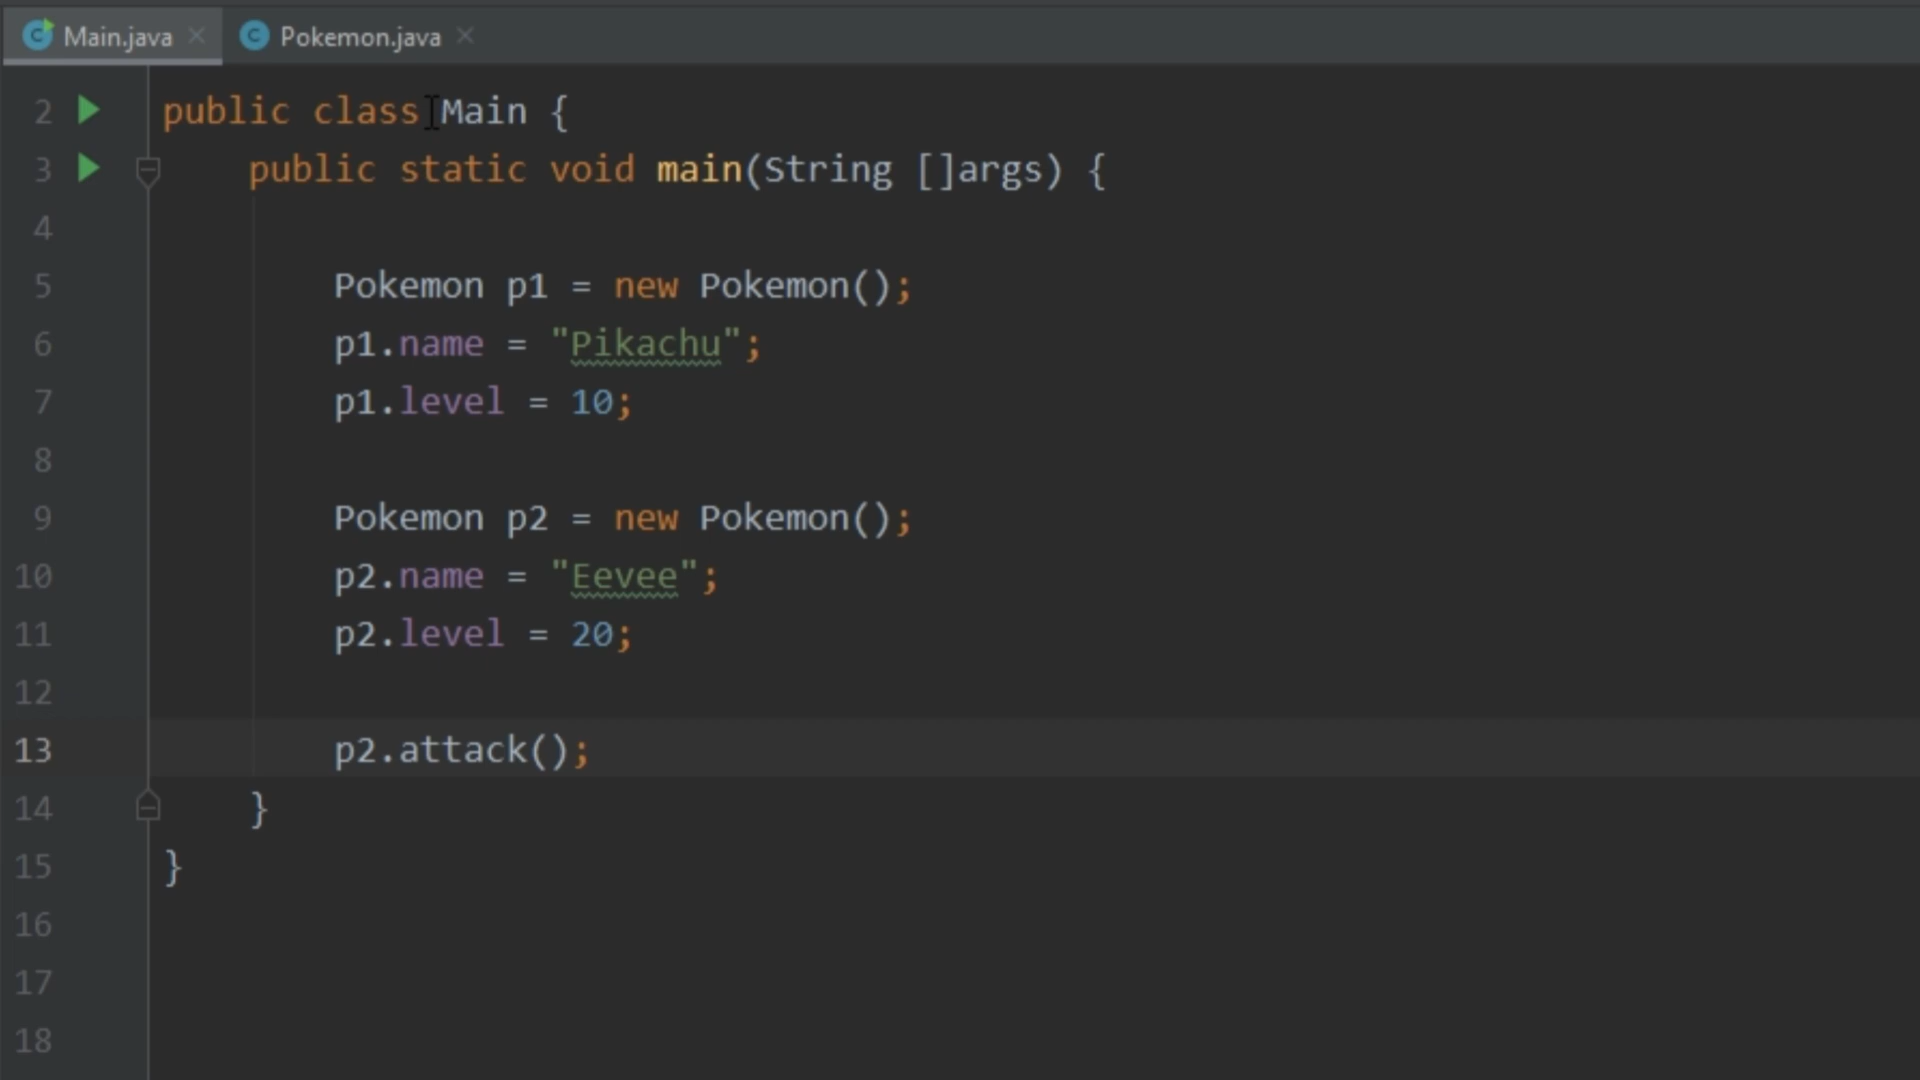 Main.java Pokemon.java
2 public class Main {
3 public static void main(String []args) {
4
5 Pokemon p1 = new Pokemon();
6 p1.name = "Pikachu";
7 p1.level = 10;
8
9 Pokemon p2 = new Pokemon();
10 p2.name = "Eevee";
11 p2.level = 20;
12
13 p2.attack();
14 }
15 }
16
17
18